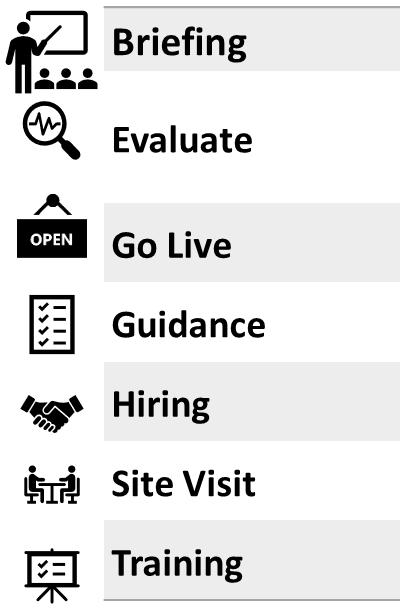 Briefing
Evaluate
OPEN
Go Live
Guidance
Hiring
Site Visit
Training